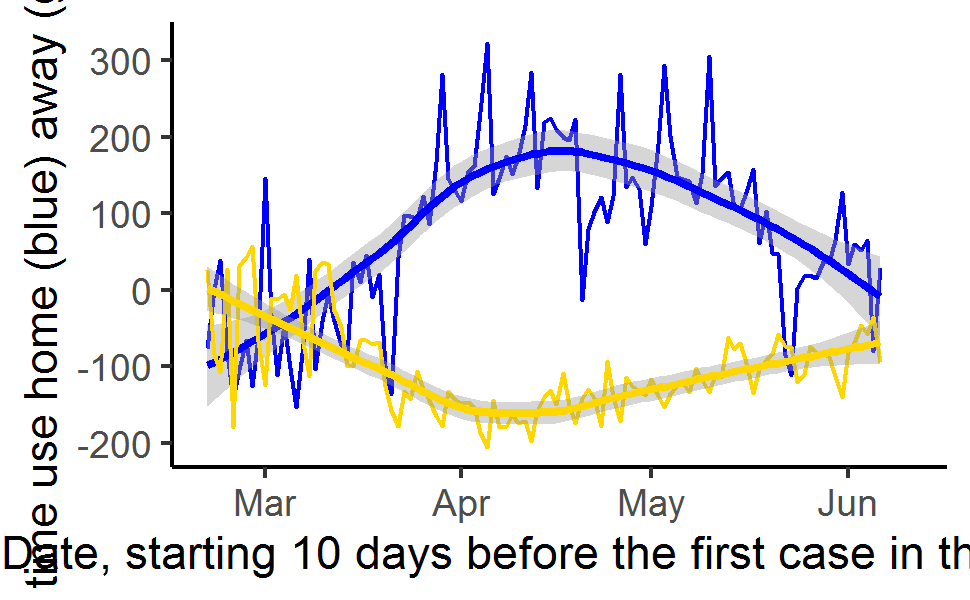 time use home (blue) away (
300
200
100
0
-100
-200
Mar Apr May Jun
Date, starting 10 days before the first case in th